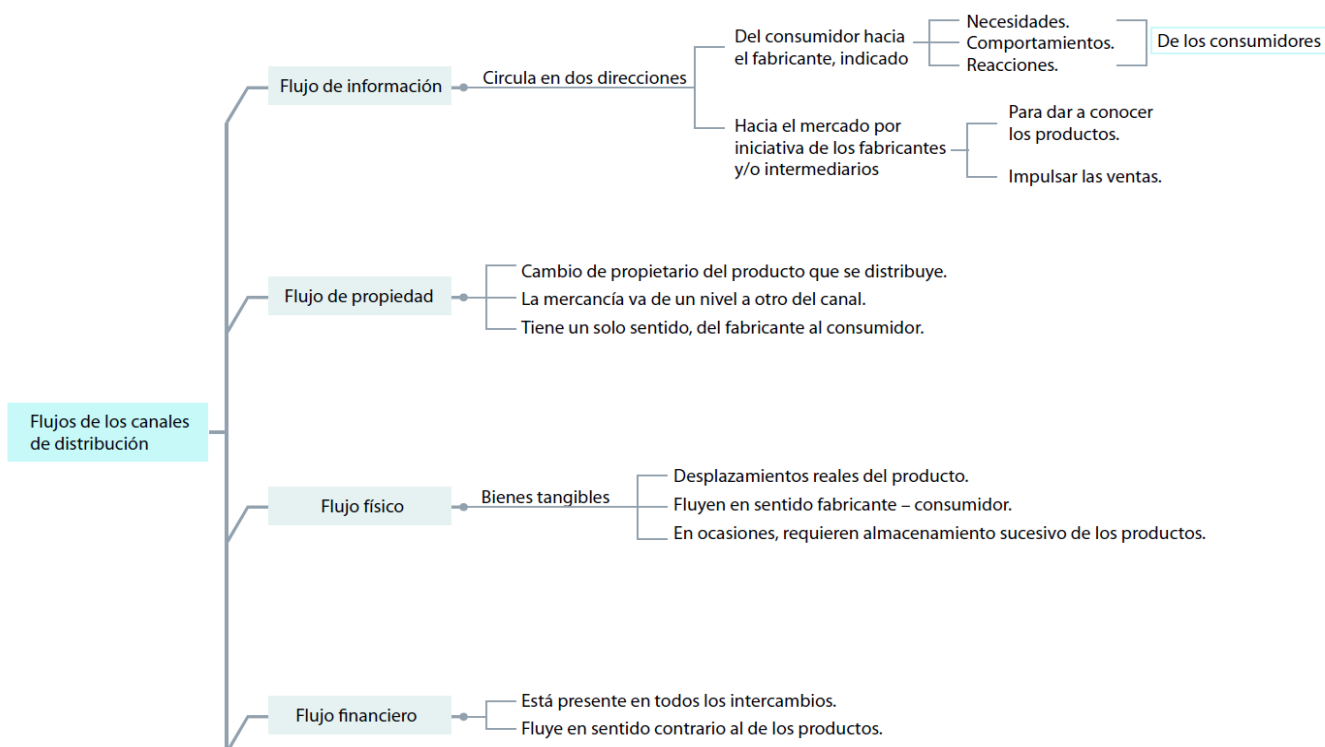 Flujos de los canales
de distribución
Flujo de información
Circula en dos direcciones
Del consumidor hacia
el fabricante, indicado
Necesidades.
Comportamientos.
Reacciones.
De los consumidores
Hacia el mercado por
iniciativa de los fabricantes
y/o intermediarios
Para dar a conocer
los productos.
Impulsar las ventas.
Flujo de propiedad
Cambio de propietario del producto que se distribuye.
La mercancía va de un nivel a otro del canal.
Tiene un solo sentido, del fabricante al consumidor.
Flujo físico
Bienes tangibles
Desplazamientos reales del producto.
Fluyen en sentido fabricante – consumidor.
En ocasiones, requieren almacenamiento sucesivo de los productos.
Flujo financiero
Está presente en todos los intercambios.
Fluye en sentido contrario al de los productos.